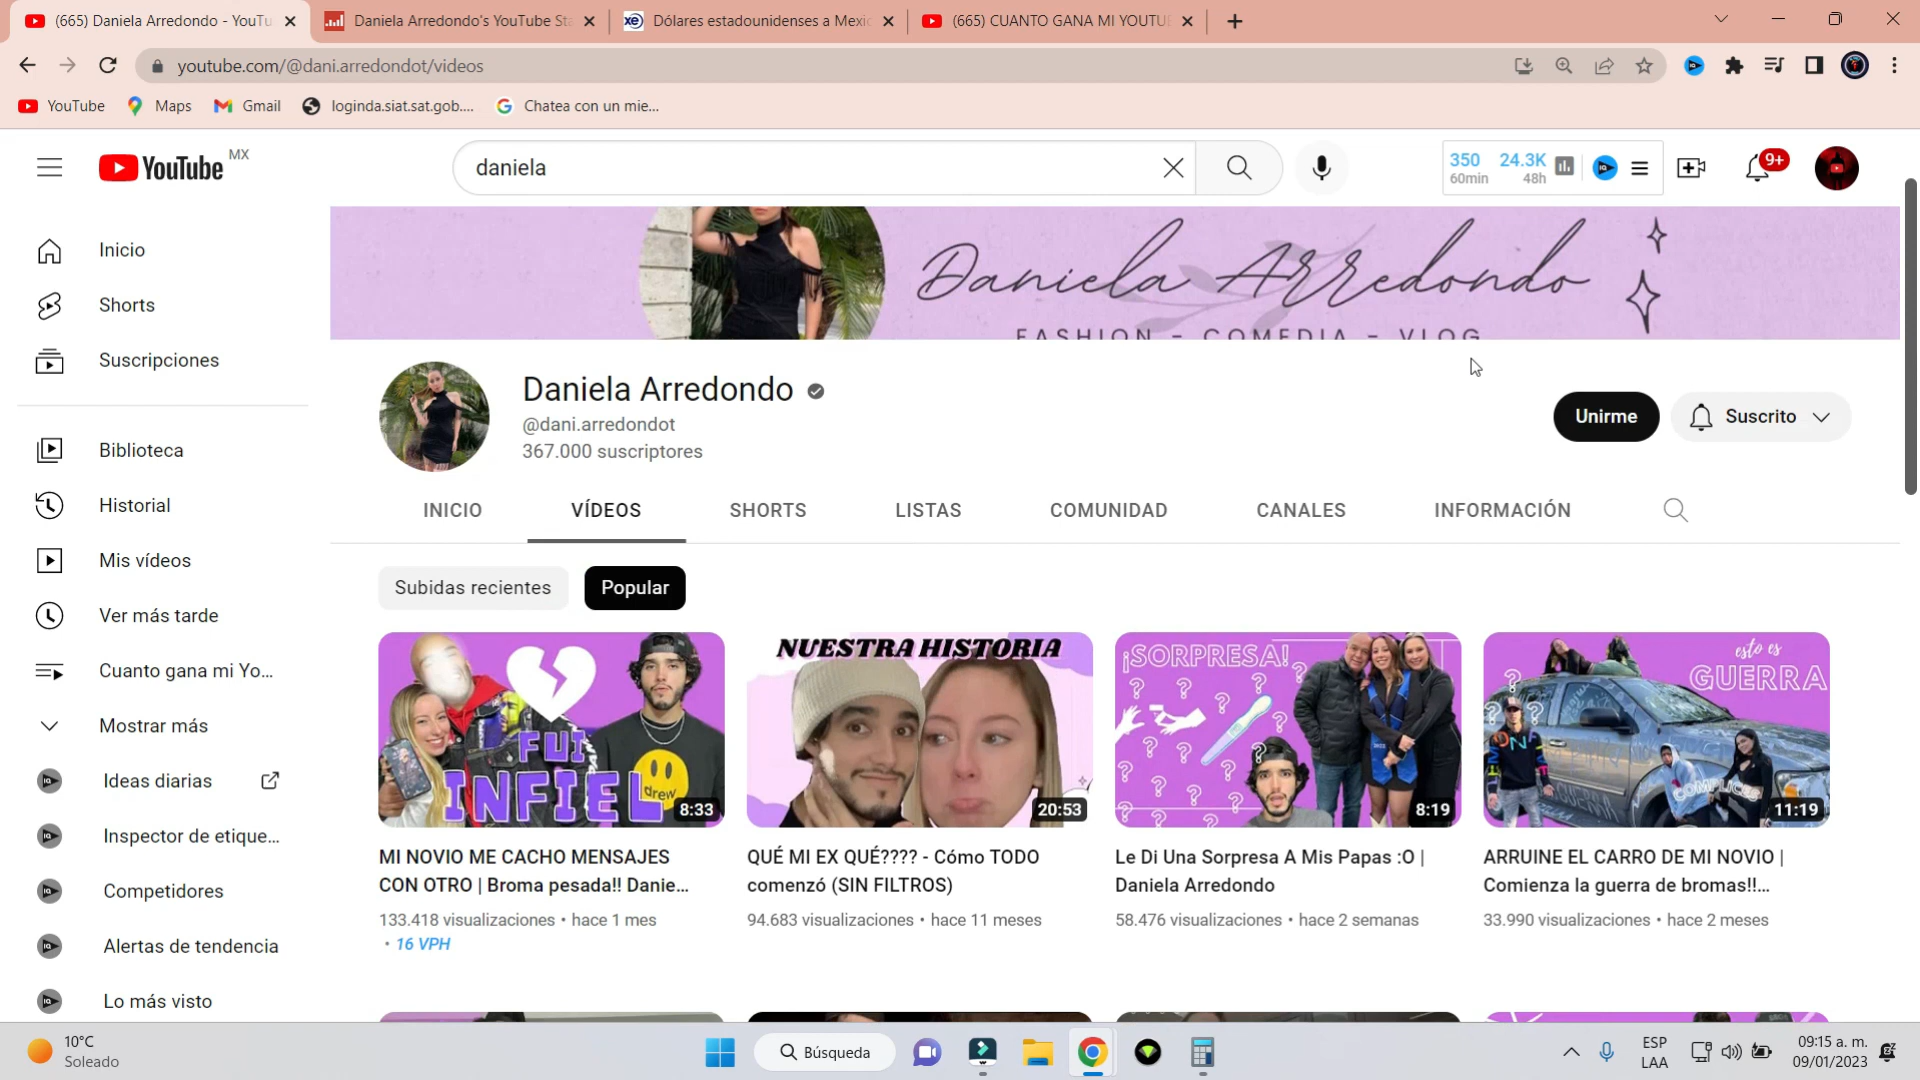 (665) Daniela Arredondo - YouTu
Daniela Arredondo's YouTube Sta
Dólares estadounidenses a Mexic
(665) CUANTO GANA MI YOUTUB
youtube.com/@dani.arredondot/videos
YouTube
Maps
Gmail
loginda.siat.sat.gob....
Chatea con un mie...
YouTube MX
daniela
350
60min
24.3K
48h
9+
Inicio
Shorts
Suscripciones
Biblioteca
Historial
Mis vídeos
Ver más tarde
Cuanto gana mi Yo...
Mostrar más
Ideas diarias
Inspector de etique...
Competidores
Alertas de tendencia
Lo más visto
Daniela Arredondo
FASHION - COMEDIA - VLOG
Daniela Arredondo
@dani.arredondot
367.000 suscriptores
Unirme
Suscrito
INICIO
VÍDEOS
SHORTS
LISTAS
COMUNIDAD
CANALES
INFORMACIÓN
Subidas recientes
Popular
FUI
INFIEL
drew
8:33
MI NOVIO ME CACHO MENSAJES
CON OTRO | Broma pesada!! Danie...
133.418 visualizaciones • hace 1 mes
• 16 VPH
NUESTRA HISTORIA
20:53
QUÉ MI EX QUÉ???? - Cómo TODO
comenzó (SIN FILTROS)
94.683 visualizaciones • hace 11 meses
¡SORPRESA!
8:19
Le Di Una Sorpresa A Mis Papas :O |
Daniela Arredondo
58.476 visualizaciones • hace 2 semanas
esto es
GUERRA
COMPLICES
11:19
ARRUINE EL CARRO DE MI NOVIO |
Comienza la guerra de bromas!!...
33.990 visualizaciones • hace 2 meses
10°C
Soleado
Búsqueda
ESP
LAA
09:15 a. m.
09/01/2023